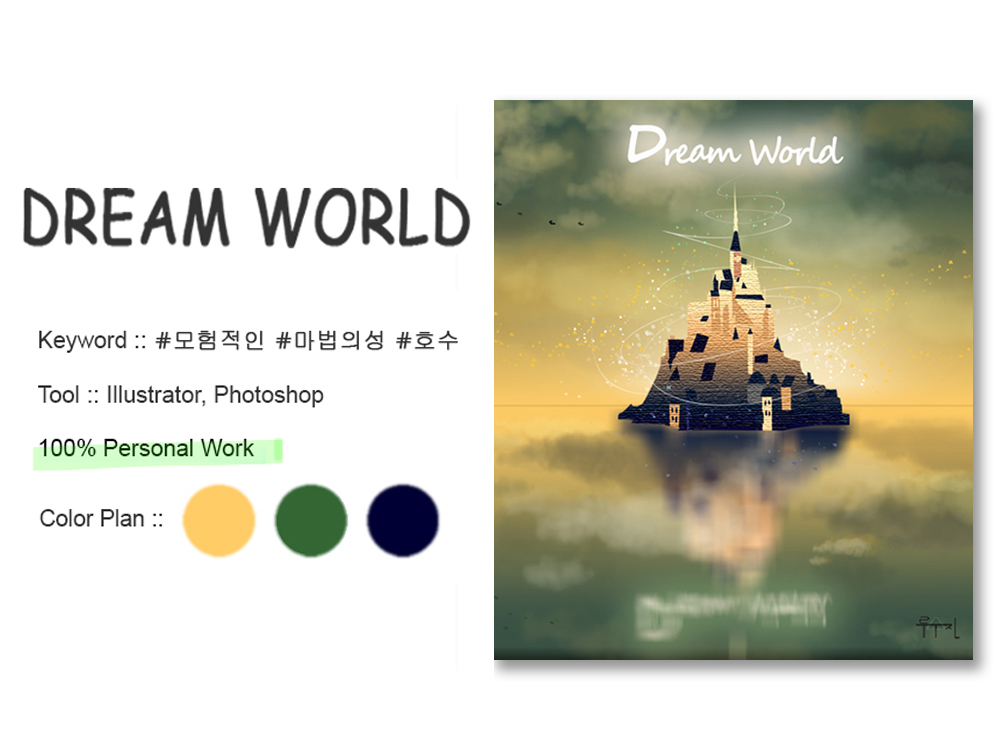 DREAM WORLD
Keyword :: #모험적인 #마법의성 #호수
Tool :: Illustrator, Photoshop
100% Personal Work
Color Plan ::
Dream World